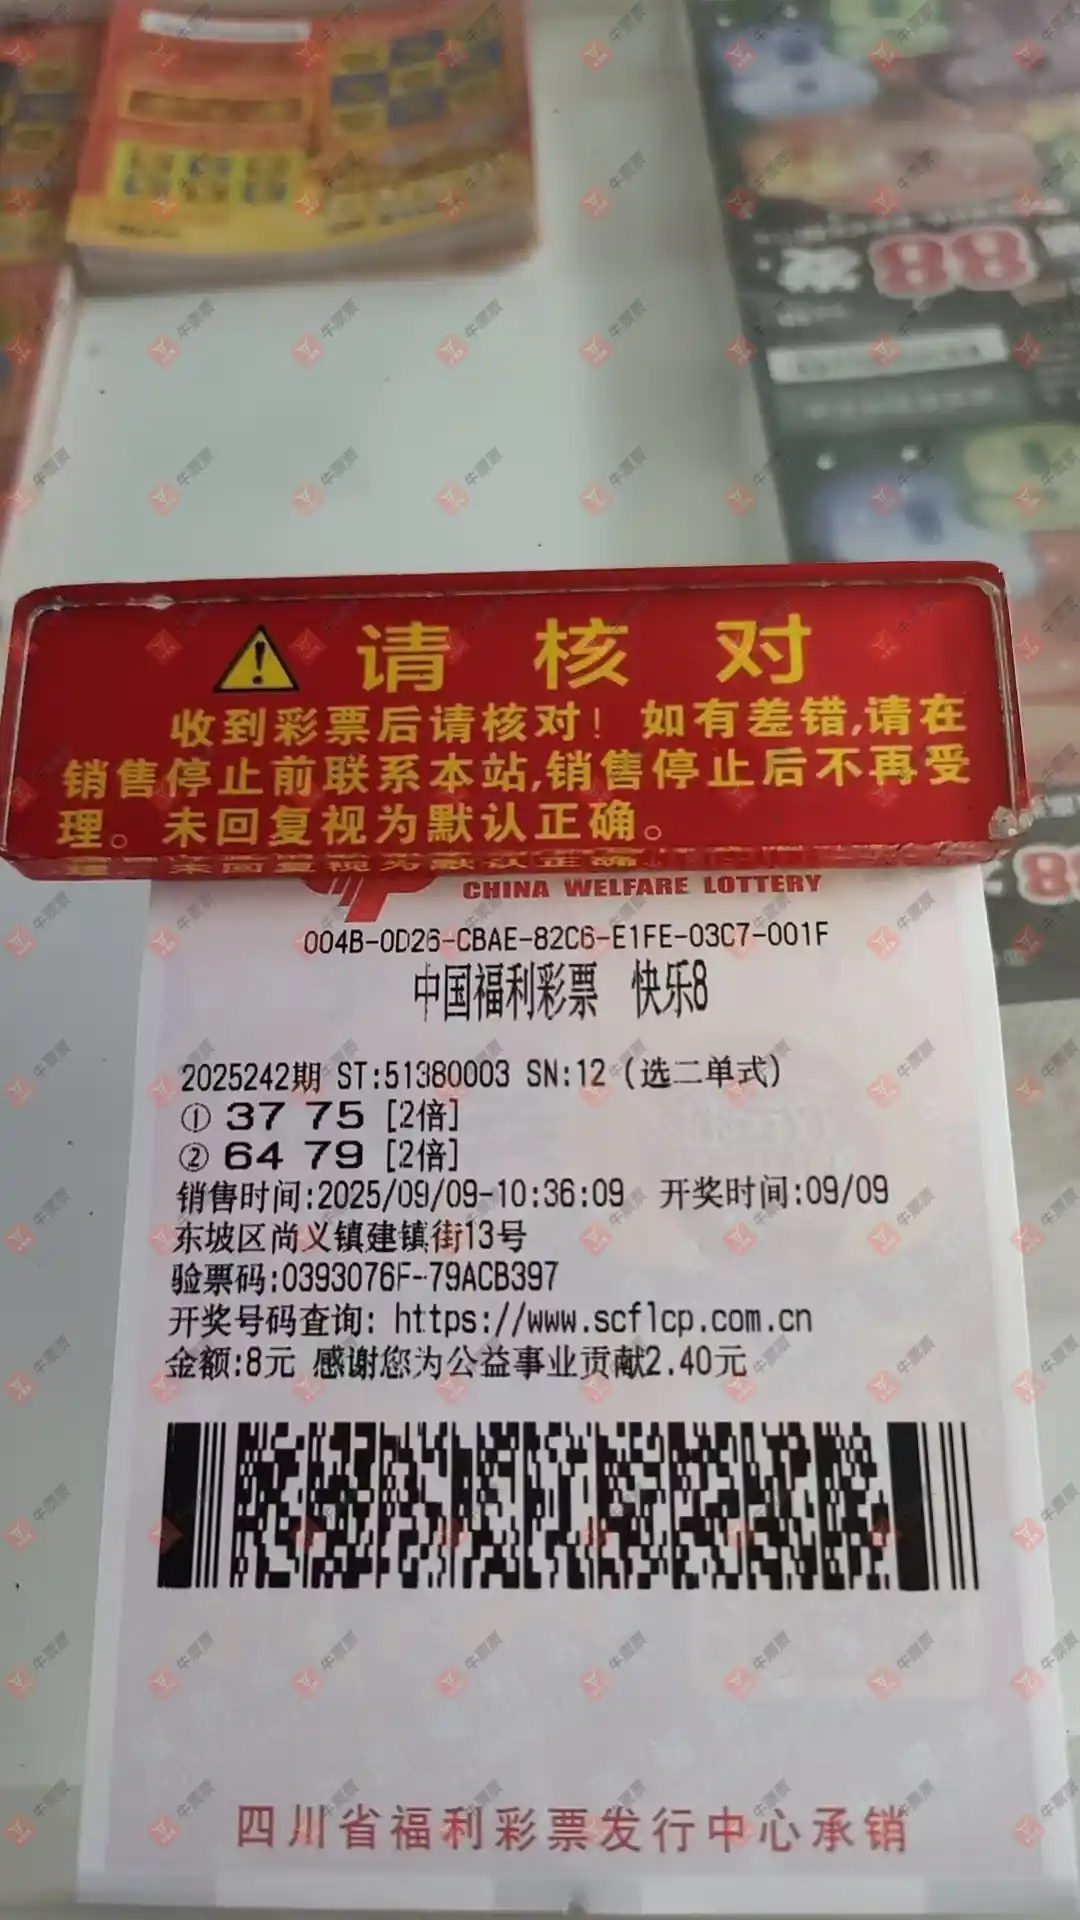 88发
请核对
收到彩票后请核对！如有差错,请在
销售停止前联系本站,销售停止后不再受
理。未回复视为默认正确。
CHINA WELFARE LOTTERY
004B-0D26-CBAE-82C6-E1FE-03C7-001F
中国福利彩票 快乐8
2025242期 ST:51380003 SN:12 (选二单式)
① 37 75 [2倍]
② 64 79 [2倍]
销售时间:2025/09/09-10:36:09 开奖时间:09/09
东坡区尚义镇建镇街13号
验票码:0393076F-79ACB397
开奖号码查询: https://www.scflcp.com.cn
金额:8元 感谢您为公益事业贡献2.40元
四川省福利彩票发行中心承销
牛票票